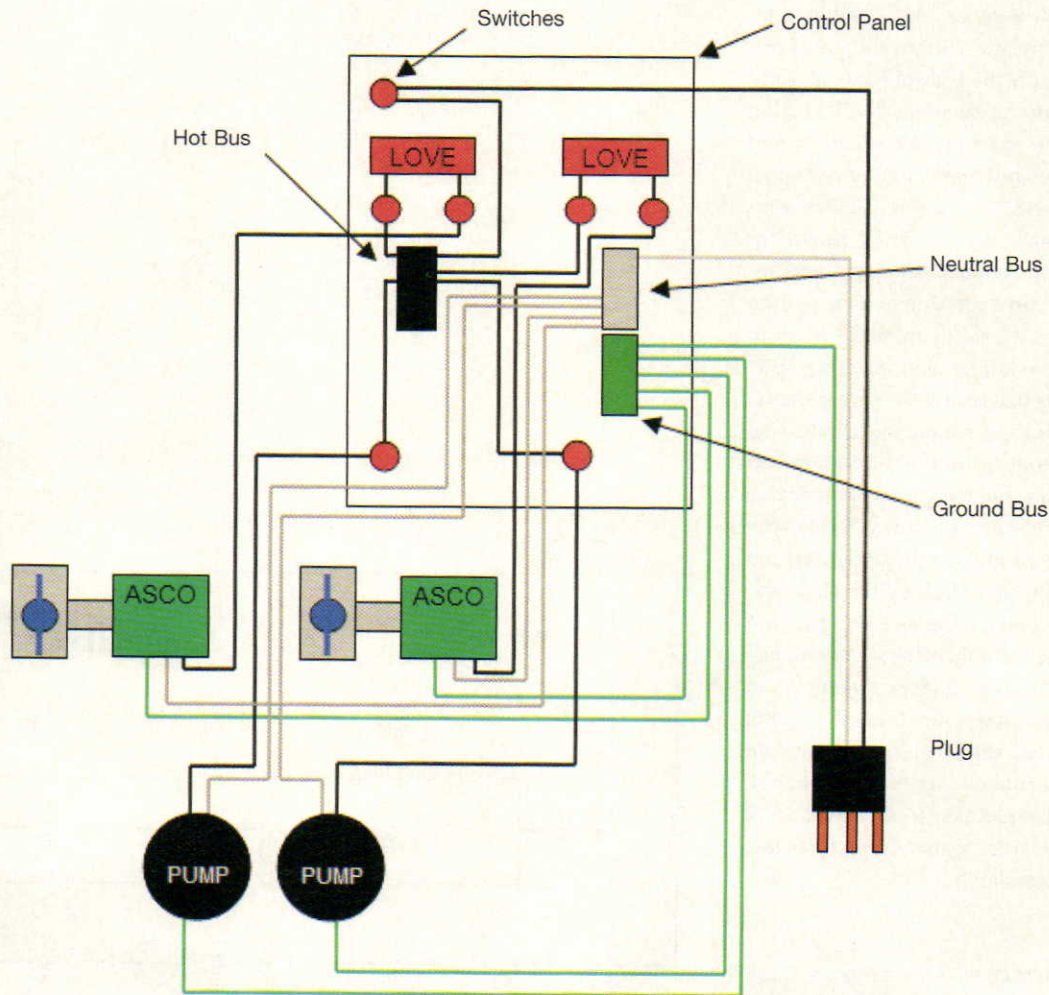 Switches
Control Panel
Hot Bus
LOVE
LOVE
Neutral Bus
Ground Bus
ASCO
ASCO
Plug
PUMP
PUMP